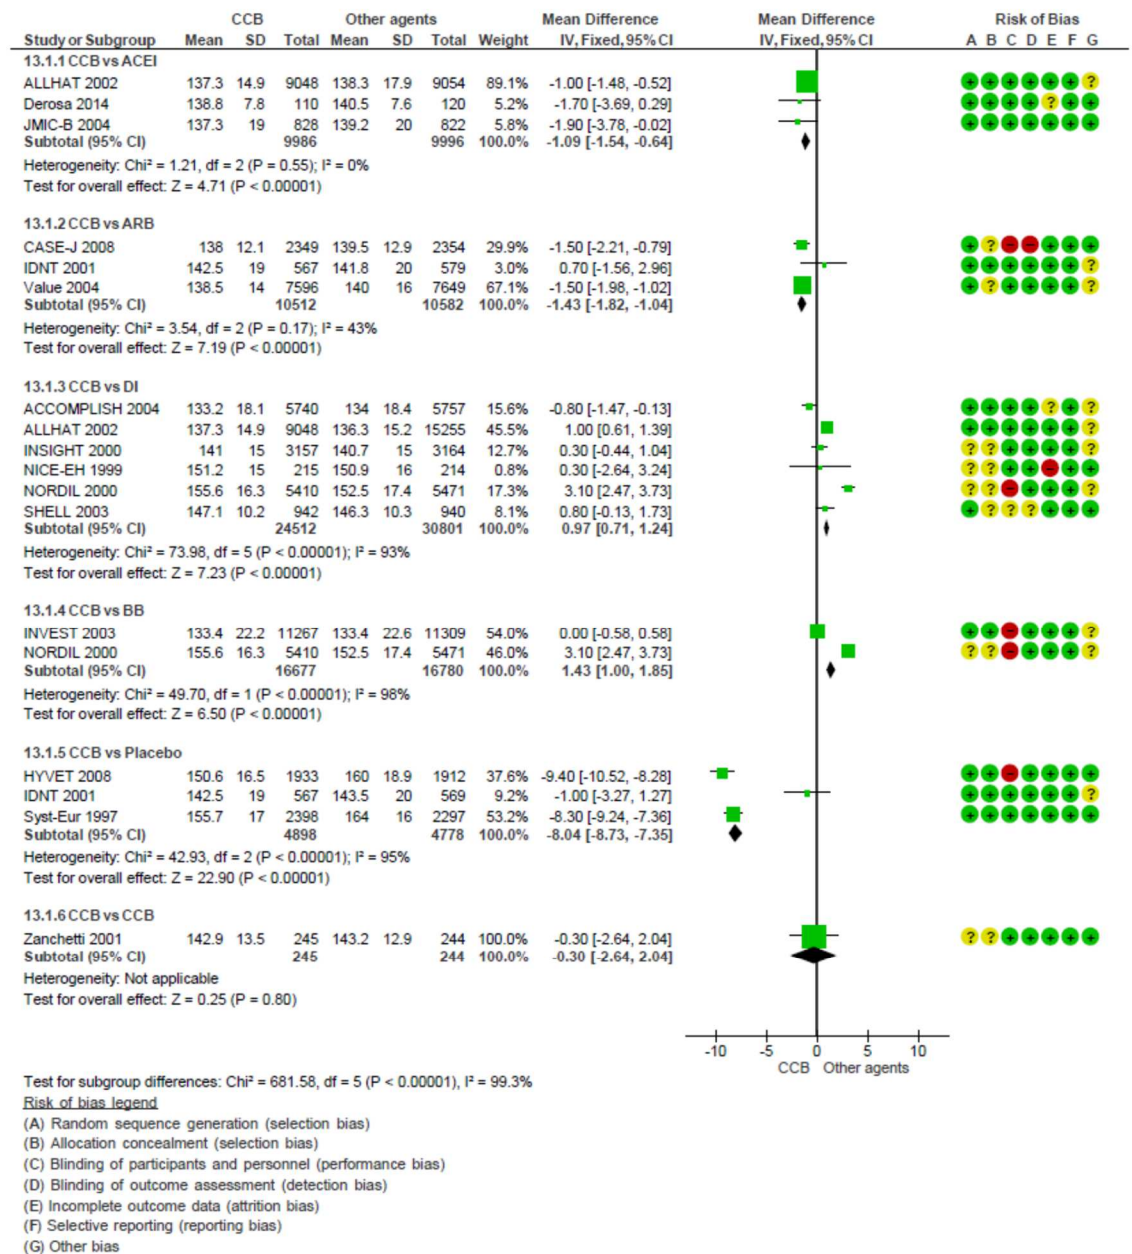 CCB Other agents Mean Difference Mean Difference Risk of Bias
Study or Subgroup Mean SD Total Mean SD Total Weight IV, Fixed, 95% CI IV, Fixed, 95% CI A B C D E F G
13.1.1 CCB vs ACEI
ALLHAT 2002 137.3 14.9 9048 138.3 17.9 9054 89.1% -1.00 [-1.48, -0.52] + + + + + + ?
Derosa 2014 138.8 7.8 110 140.5 7.6 120 5.2% -1.70 [-3.69, 0.29] + + + + ? + +
JMIC-B 2004 137.3 19 828 139.2 20 822 5.8% -1.90 [-3.78, -0.02] + + + + + + +
Subtotal (95% CI) 9986 9996 100.0% -1.09 [-1.54, -0.64]
Heterogeneity: Chi² = 1.21, df = 2 (P = 0.55); I² = 0%
Test for overall effect: Z = 4.71 (P < 0.00001)
13.1.2 CCB vs ARB
CASE-J 2008 138 12.1 2349 139.5 12.9 2354 29.9% -1.50 [-2.21, -0.79] + ? - - + + +
IDNT 2001 142.5 19 567 141.8 20 579 3.0% 0.70 [-1.56, 2.96] + + + + + + ?
Value 2004 138.5 14 7596 140 16 7649 67.1% -1.50 [-1.98, -1.02] + ? + + + + ?
Subtotal (95% CI) 10512 10582 100.0% -1.43 [-1.82, -1.04]
Heterogeneity: Chi² = 3.54, df = 2 (P = 0.17); I² = 43%
Test for overall effect: Z = 7.19 (P < 0.00001)
13.1.3 CCB vs DI
ACCOMPLISH 2004 133.2 18.1 5740 134 18.4 5757 15.6% -0.80 [-1.47, -0.13] + + + + ? + ?
ALLHAT 2002 137.3 14.9 9048 136.3 15.2 15255 45.5% 1.00 [0.61, 1.39] + + + + + + ?
INSIGHT 2000 141 15 3157 140.7 15 3164 12.7% 0.30 [-0.44, 1.04] ? ? + + + + ?
NICE-EH 1999 151.2 15 215 150.9 16 214 0.8% 0.30 [-2.64, 3.24] ? ? + + - + +
NORDIL 2000 155.6 16.3 5410 152.5 17.4 5471 17.3% 3.10 [2.47, 3.73] ? ? - + + + ?
SHELL 2003 147.1 10.2 942 146.3 10.3 940 8.1% 0.80 [-0.13, 1.73] + ? ? ? + + +
Subtotal (95% CI) 24512 30801 100.0% 0.97 [0.71, 1.24]
Heterogeneity: Chi² = 73.98, df = 5 (P < 0.00001); I² = 93%
Test for overall effect: Z = 7.23 (P < 0.00001)
13.1.4 CCB vs BB
INVEST 2003 133.4 22.2 11267 133.4 22.6 11309 54.0% 0.00 [-0.58, 0.58] + + - + + + ?
NORDIL 2000 155.6 16.3 5410 152.5 17.4 5471 46.0% 3.10 [2.47, 3.73] ? ? - + + + ?
Subtotal (95% CI) 16677 16780 100.0% 1.43 [1.00, 1.85]
Heterogeneity: Chi² = 49.70, df = 1 (P < 0.00001); I² = 98%
Test for overall effect: Z = 6.50 (P < 0.00001)
13.1.5 CCB vs Placebo
HYVET 2008 150.6 16.5 1933 160 18.9 1912 37.6% -9.40 [-10.52, -8.28] + + - + + + +
IDNT 2001 142.5 19 567 143.5 20 569 9.2% -1.00 [-3.27, 1.27] + + + + + + ?
Syst-Eur 1997 155.7 17 2398 164 16 2297 53.2% -8.30 [-9.24, -7.36] + + + + + + +
Subtotal (95% CI) 4898 4778 100.0% -8.04 [-8.73, -7.35]
Heterogeneity: Chi² = 42.93, df = 2 (P < 0.00001); I² = 95%
Test for overall effect: Z = 22.90 (P < 0.00001)
13.1.6 CCB vs CCB
Zanchetti 2001 142.9 13.5 245 143.2 12.9 244 100.0% -0.30 [-2.64, 2.04] ? ? + + + + +
Subtotal (95% CI) 245 244 100.0% -0.30 [-2.64, 2.04]
Heterogeneity: Not applicable
Test for overall effect: Z = 0.25 (P = 0.80)
-10 -5 0 5 10
CCB Other agents
Test for subgroup differences: Chi² = 681.58, df = 5 (P < 0.00001), I² = 99.3%
Risk of bias legend
(A) Random sequence generation (selection bias)
(B) Allocation concealment (selection bias)
(C) Blinding of participants and personnel (performance bias)
(D) Blinding of outcome assessment (detection bias)
(E) Incomplete outcome data (attrition bias)
(F) Selective reporting (reporting bias)
(G) Other bias